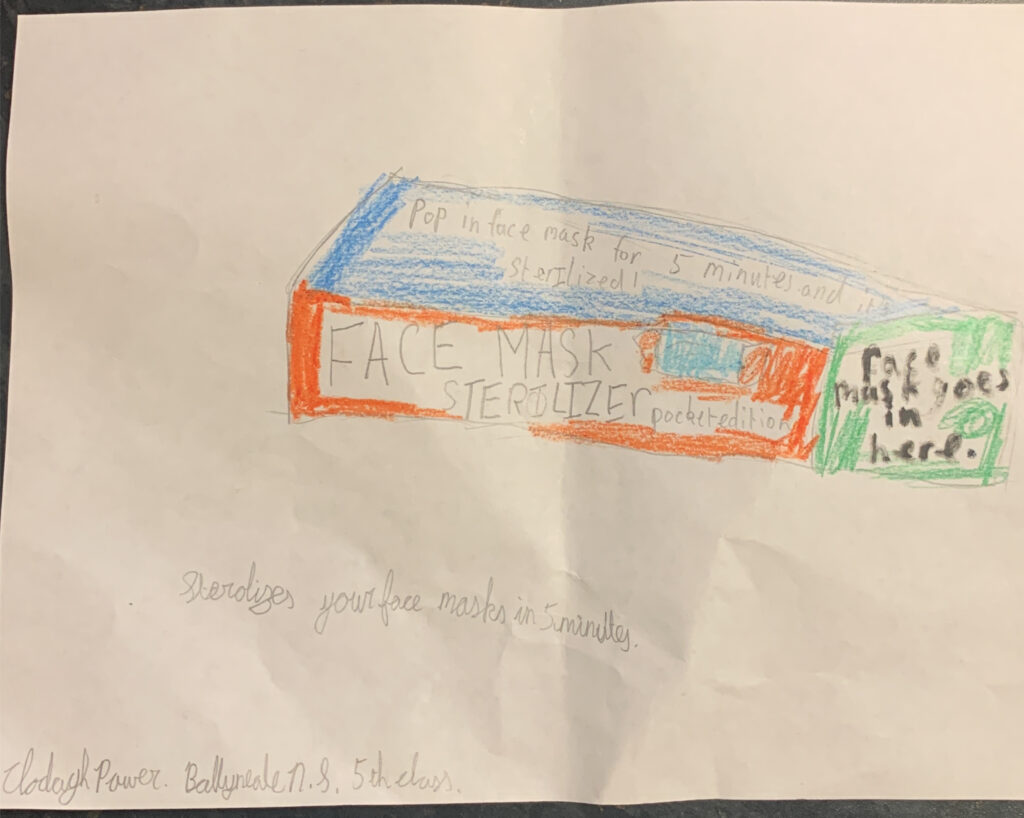 Pop in face mask for 5 minutes and it's
sterIlized!
FACE MASK
STERILIZER pocket edition
Face
mask goes
in
here.
Sterolizes your face masks in 5 minutes.
Clodagh Power. Ballyneale N.S. 5th class.